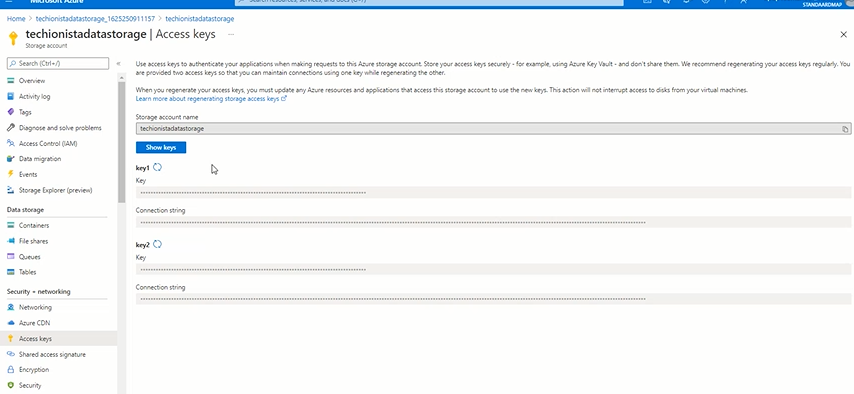 Microsoft Azure
STANDAARDMAP
Home > techionistadatastorage_1625250911157 > techionistadatastorage
techionistadatastorage | Access keys ...
Storage account
Search (Ctrl+/)
Overview
Activity log
Tags
Diagnose and solve problems
Access Control (IAM)
Data migration
Events
Storage Explorer (preview)
Data storage
Containers
File shares
Queues
Tables
Security + networking
Networking
Azure CDN
Access keys
Shared access signature
Encryption
Security
Use access keys to authenticate your applications when making requests to this Azure storage account. Store your access keys securely - for example, using Azure Key Vault - and don't share them. We recommend regenerating your access keys regularly. You
are provided two access keys so that you can maintain connections using one key while regenerating the other.
When you regenerate your access keys, you must update any Azure resources and applications that access this storage account to use the new keys. This action will not interrupt access to disks from your virtual machines.
Learn more about regenerating storage access keys
Storage account name
techionistadatastorage
Show keys
key1
Key
Connection string
key2
Key
Connection string